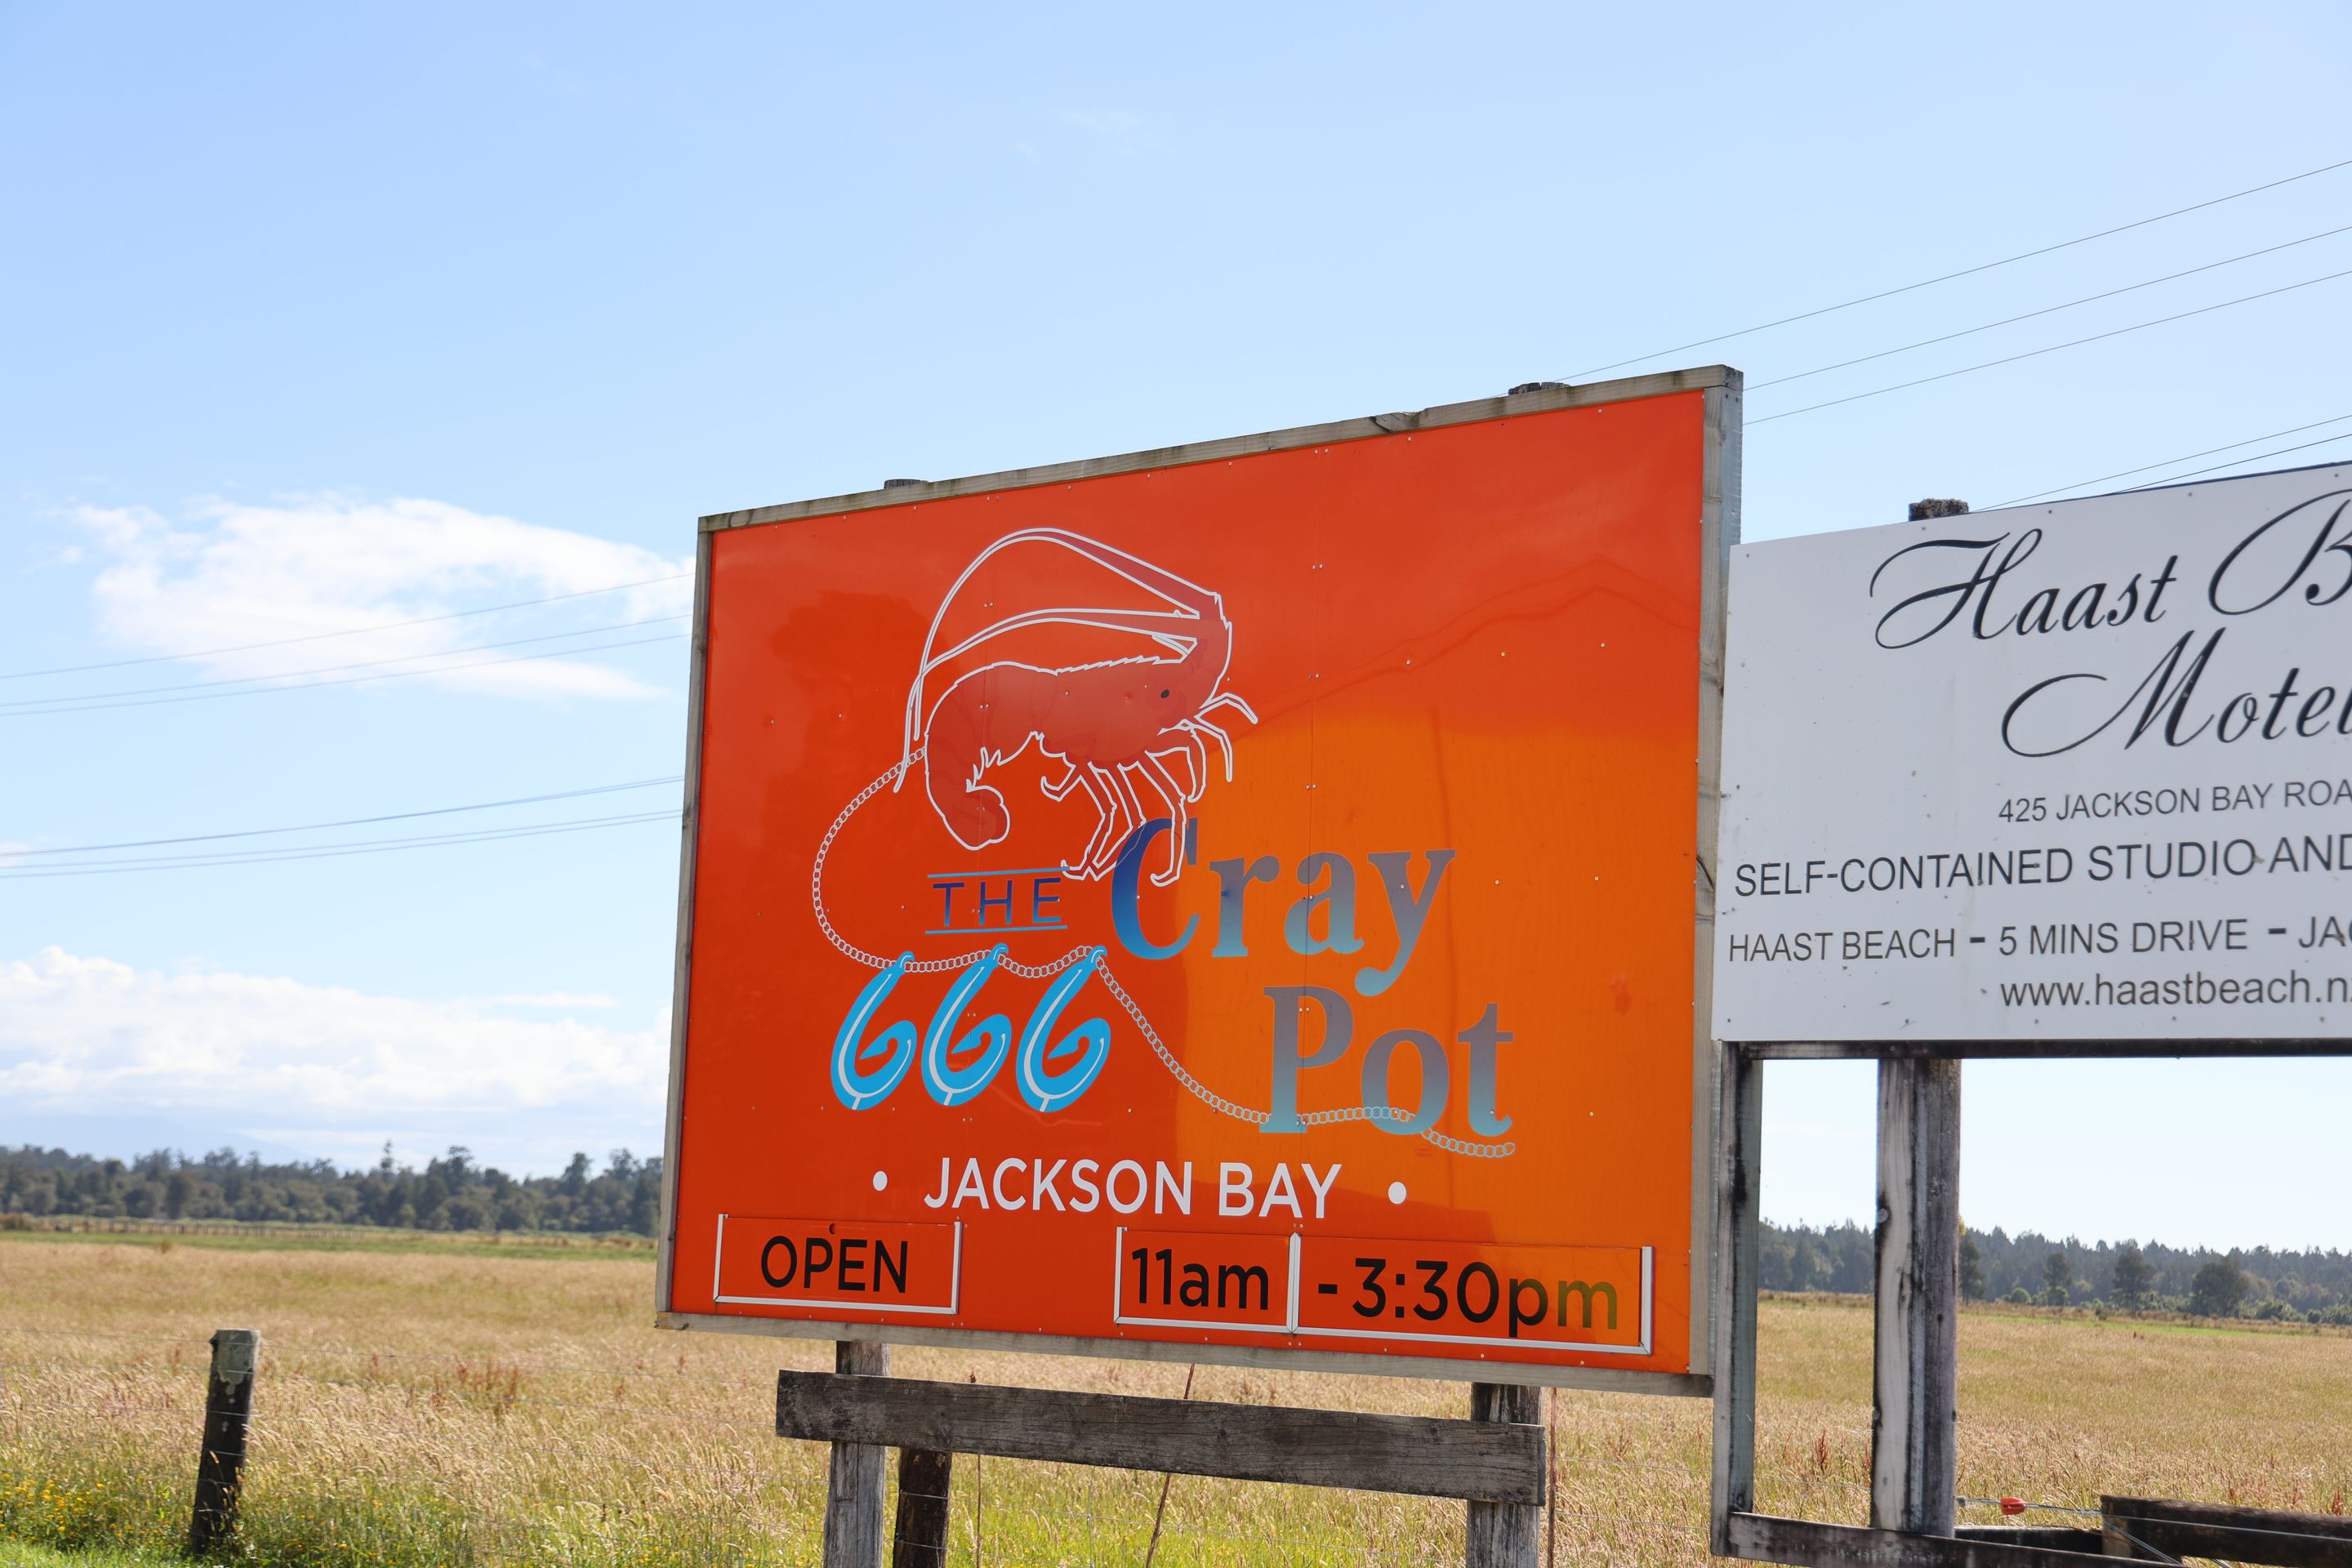 THE Cray
Pot
• JACKSON BAY •
OPEN 11am - 3:30pm
Haast
Motel
425 JACKSON BAY
SELF-CONTAINED STUDIO AND
HAAST BEACH - 5 MINS DRIVE -
www.haastbeach.n